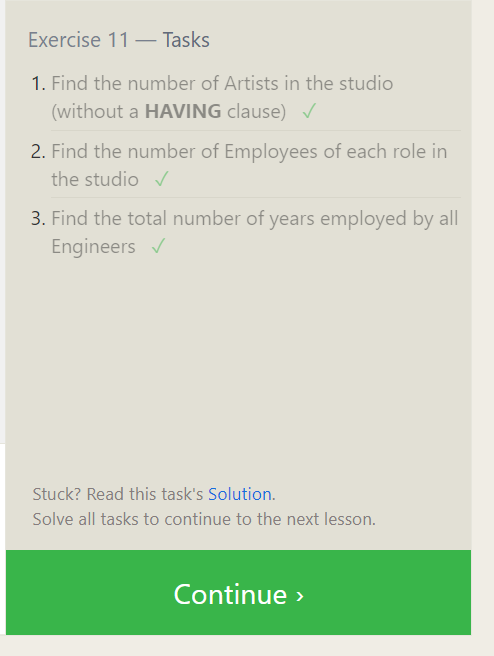 Exercise 11 — Tasks
1. Find the number of Artists in the studio
(without a HAVING clause) ✓
2. Find the number of Employees of each role in
the studio ✓
3. Find the total number of years employed by all
Engineers ✓
Stuck? Read this task's Solution.
Solve all tasks to continue to the next lesson.
Continue ›